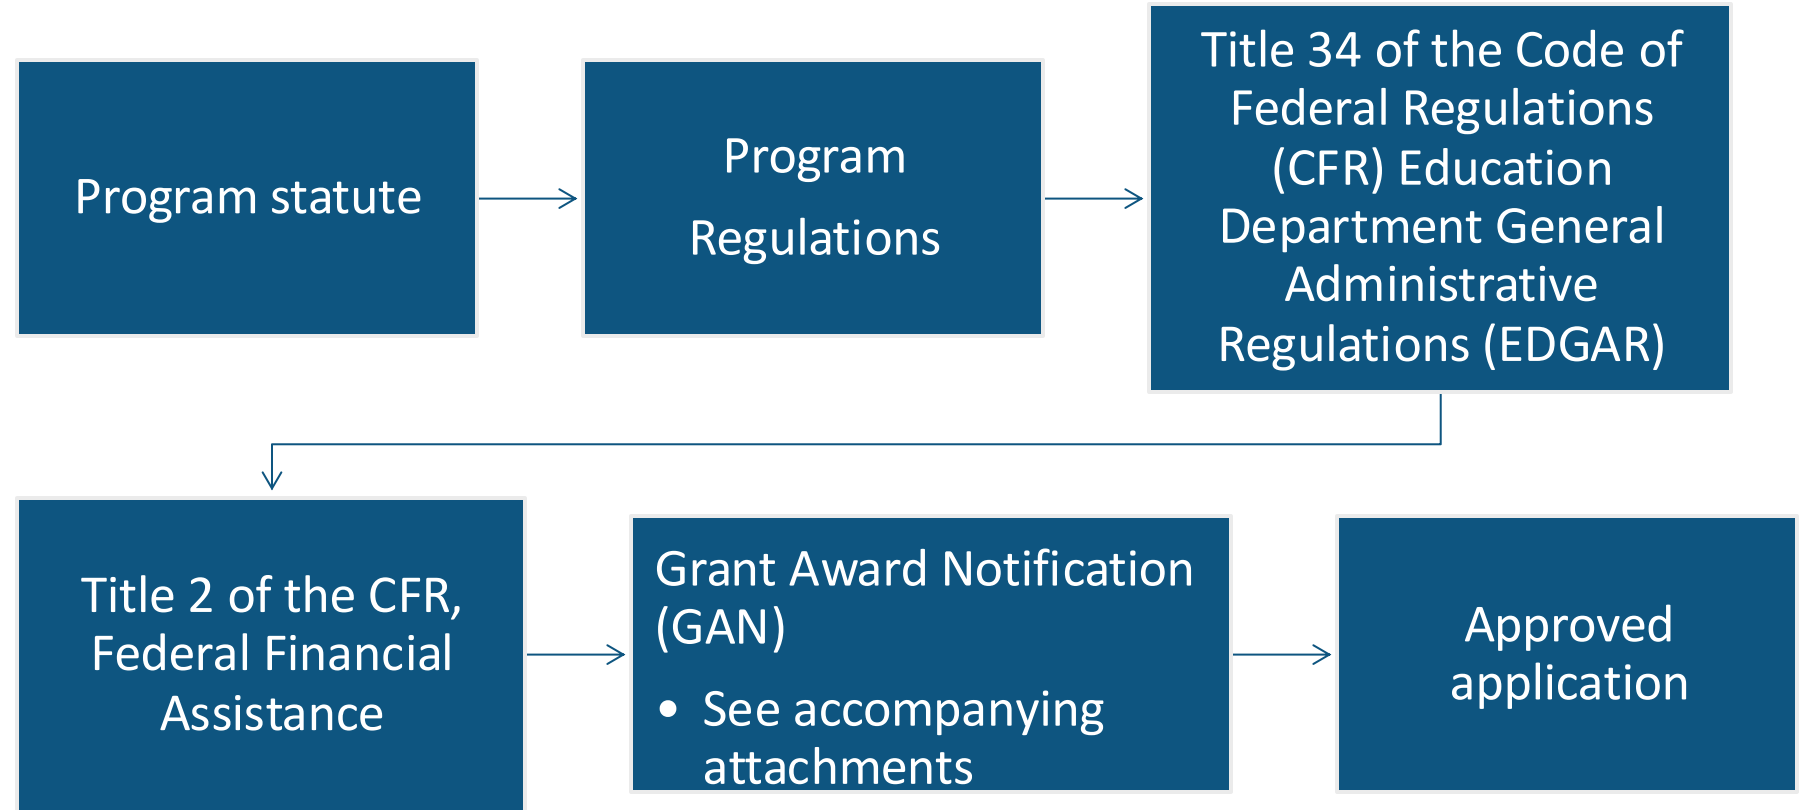 Program statute
Program
Regulations
Title 34 of the Code of
Federal Regulations
(CFR) Education
Department General
Administrative
Regulations (EDGAR)
Title 2 of the CFR,
Federal Financial
Assistance
Grant Award Notification
(GAN)
• See accompanying
attachments
Approved
application